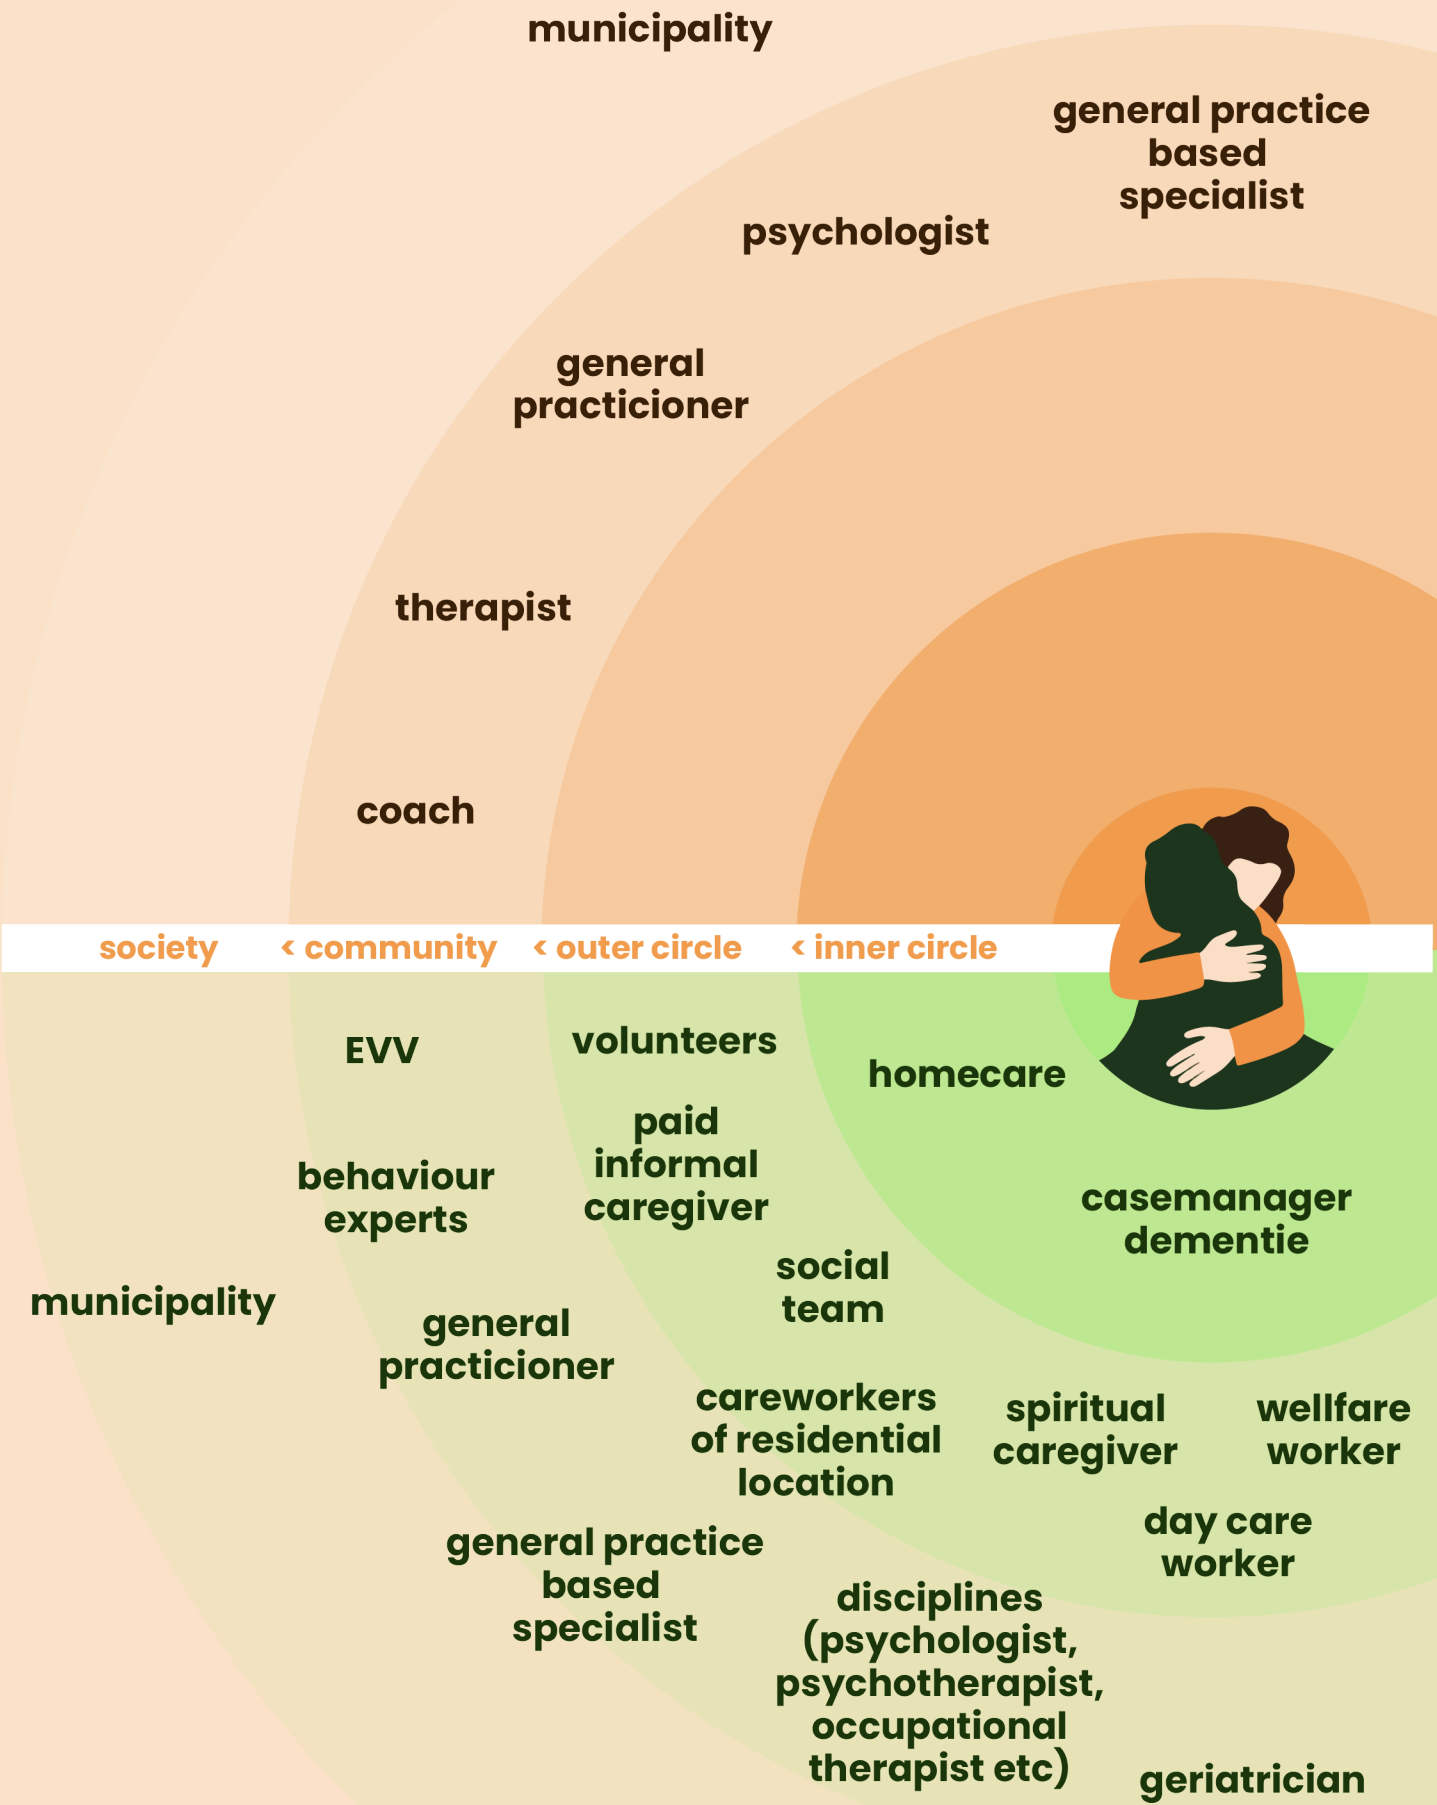 municipality
general practice
based
specialist
psychologist
general
practicioner
therapist
coach
society
< community
< outer circle
< inner circle
EVV
volunteers
homecare
paid
informal
caregiver
behaviour
experts
casemanager
dementie
social
team
municipality
general
practicioner
careworkers
of residential
location
spiritual
caregiver
wellfare
worker
day care
worker
general practice
based
specialist
disciplines
(psychologist,
psychotherapist,
occupational
therapist etc)
geriatrician